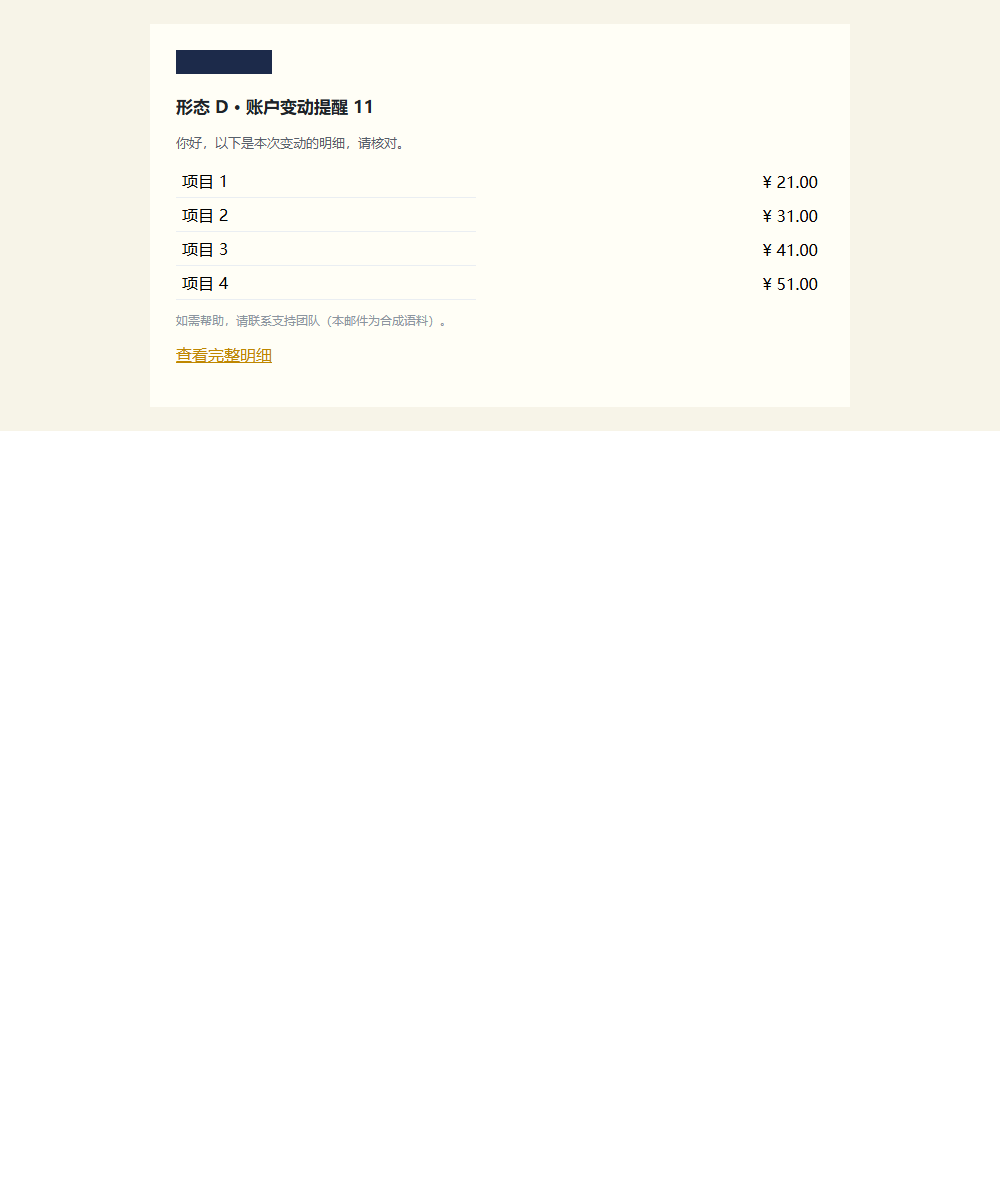 形态 D · 账户变动提醒 11
你好，以下是本次变动的明细，请核对。
项目 1 ¥ 21.00
项目 2 ¥ 31.00
项目 3 ¥ 41.00
项目 4 ¥ 51.00
如需帮助，请联系支持团队（本邮件为合成语料）。
查看完整明细